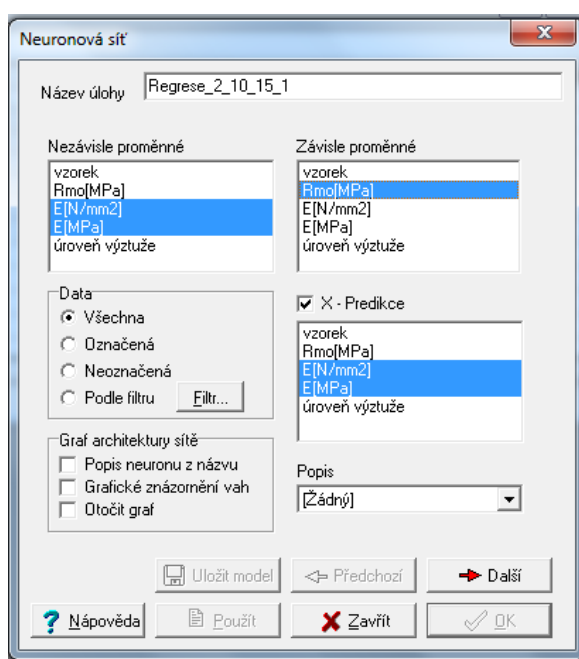 Neuronová síť
Název úlohy Regrese_2_10_15_1
Nezávisle proměnné
vzorek
Rmo[MPa]
E[N/mm2]
E[MPa]
úroveň výztuže
Závisle proměnné
vzorek
Rmo[MPa]
E[N/mm2]
E[MPa]
úroveň výztuže
Data
Všechna
Označená
Neoznačená
Podle filtru Filtr...
X - Predikce
vzorek
Rmo[MPa]
E[N/mm2]
E[MPa]
úroveň výztuže
Graf architektury sítě
Popis neuronu z názvu
Grafické znázornění vah
Otočit graf
Popis
[Žádný]
Uložit model Předchozí Další
Nápověda Použít Zavřít OK